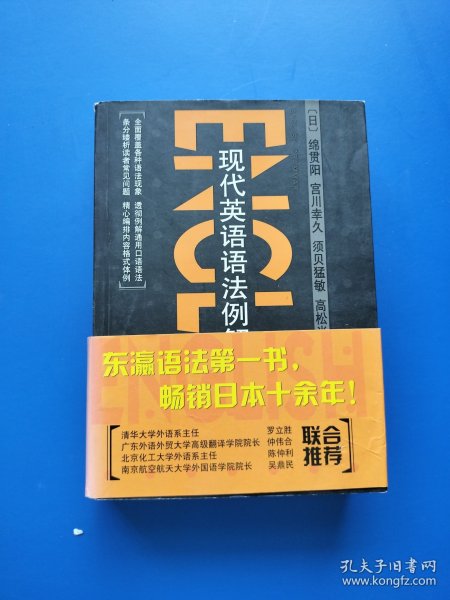 ENGL
ENGL
现代英语语法例解
〔日〕 绵贯阳 宫川幸久 须贝猛敏 高松
全面覆盖各种语法现象 透彻例解通用口语语法
条分缕析读者常见问题 精心编排内容格式体例
ENGLISH
东瀛语法第一书，
畅销日本十余年！
清华大学外语系主任 罗立胜
广东外语外贸大学高级翻译学院院长 仲伟合
北京化工大学外语系主任 陈仲利
南京航空航天大学外国语学院院长 吴鼎民
联合
推荐
孔夫子旧书网
www.kongfz.com